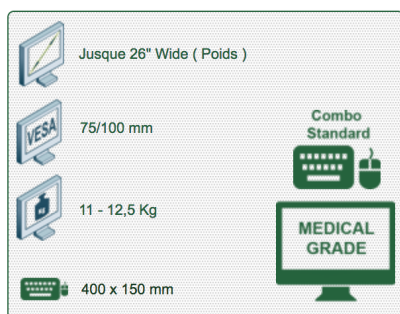 Jusque 26" Wide ( Poids )
VESA
75/100 mm
KG
11 - 12,5 Kg
400 x 150 mm
Combo
Standard
MEDICAL
GRADE